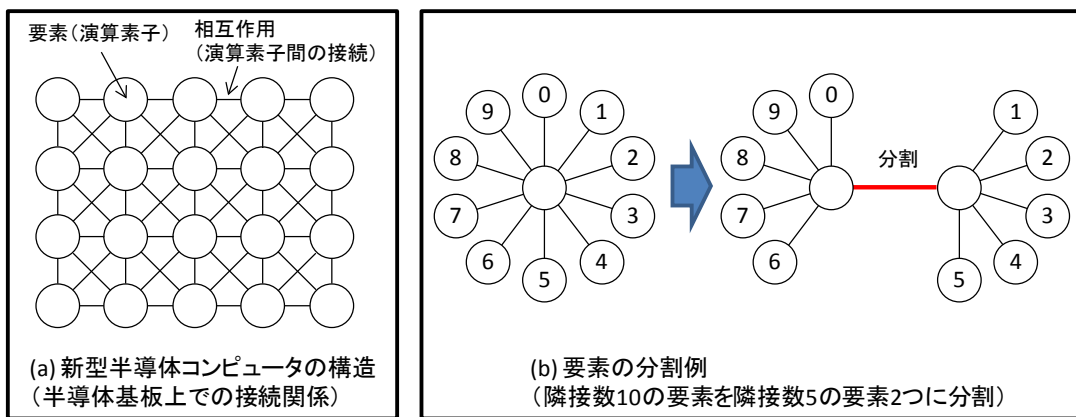 要素(演算素子)
相互作用
(演算素子間の接続)
(a) 新型半導体コンピュータの構造
(半導体基板上での接続関係)
0
1
2
3
4
5
6
7
8
9
分割
0
1
2
3
4
5
6
7
8
9
(b) 要素の分割例
(隣接数10の要素を隣接数5の要素2つに分割)